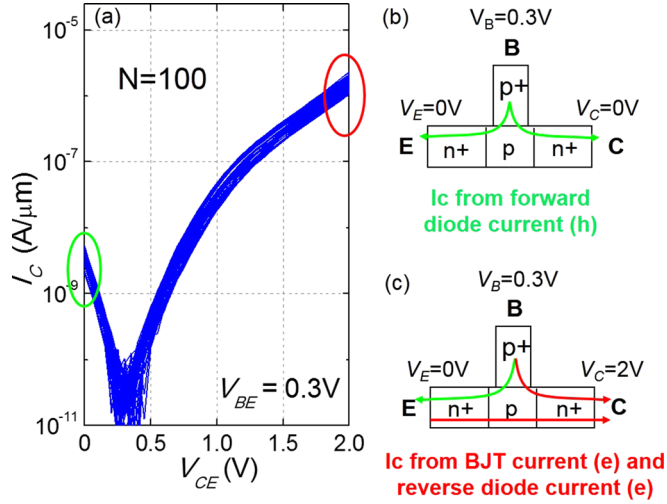 (a)
N=100
V_BE = 0.3V
10^-5
10^-7
10^-9
10^-11
I_C (A/μm)
0
0.5
1.0
1.5
2.0
V_CE (V)
(b)
V_B=0.3V
B
p+
V_E=0V
V_C=0V
E
n+
p
n+
C
Ic from forward
diode current (h)
(c)
V_B=0.3V
B
p+
V_E=0V
V_C=2V
E
n+
p
n+
C
Ic from BJT current (e) and
reverse diode current (e)